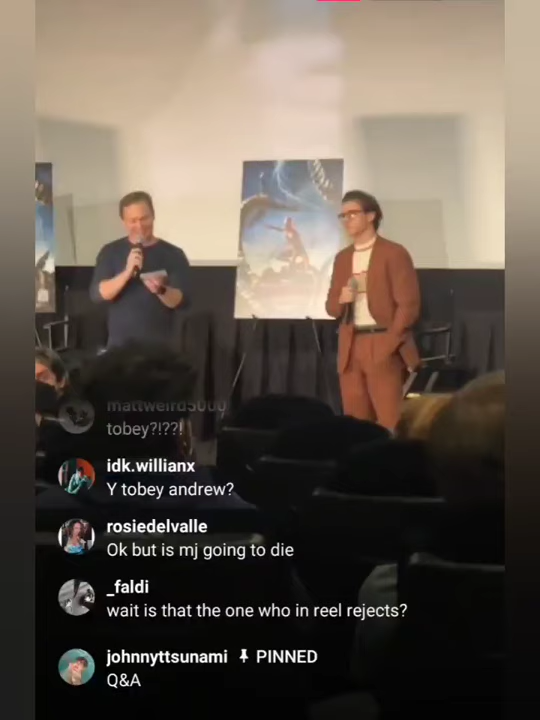 mattweird5000
tobey?!??!
idk.willianx
Y tobey andrew?
rosiedelvalle
Ok but is mj going to die
_faldi
wait is that the one who in reel rejects?
johnnyttsunami PINNED
Q&A